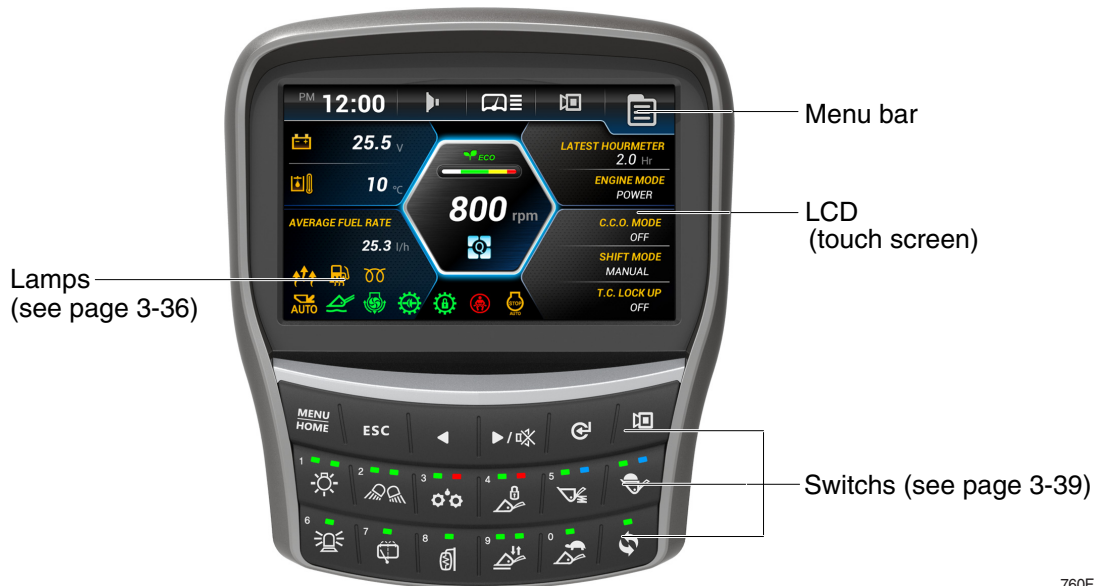 PM 12:00
25.5 V
10 °C
AVERAGE FUEL RATE
25.3 l/h
AUTO
ECO
800 rpm
STOP
AUTO
LATEST HOURMETER
2.0 Hr
ENGINE MODE
POWER
C.C.O. MODE
OFF
SHIFT MODE
MANUAL
T.C. LOCK UP
OFF
Menu bar
LCD
(touch screen)
Lamps
(see page 3-36)
MENU
HOME
ESC
1
2
3
4
5
6
7
8
9
0
Switchs (see page 3-39)